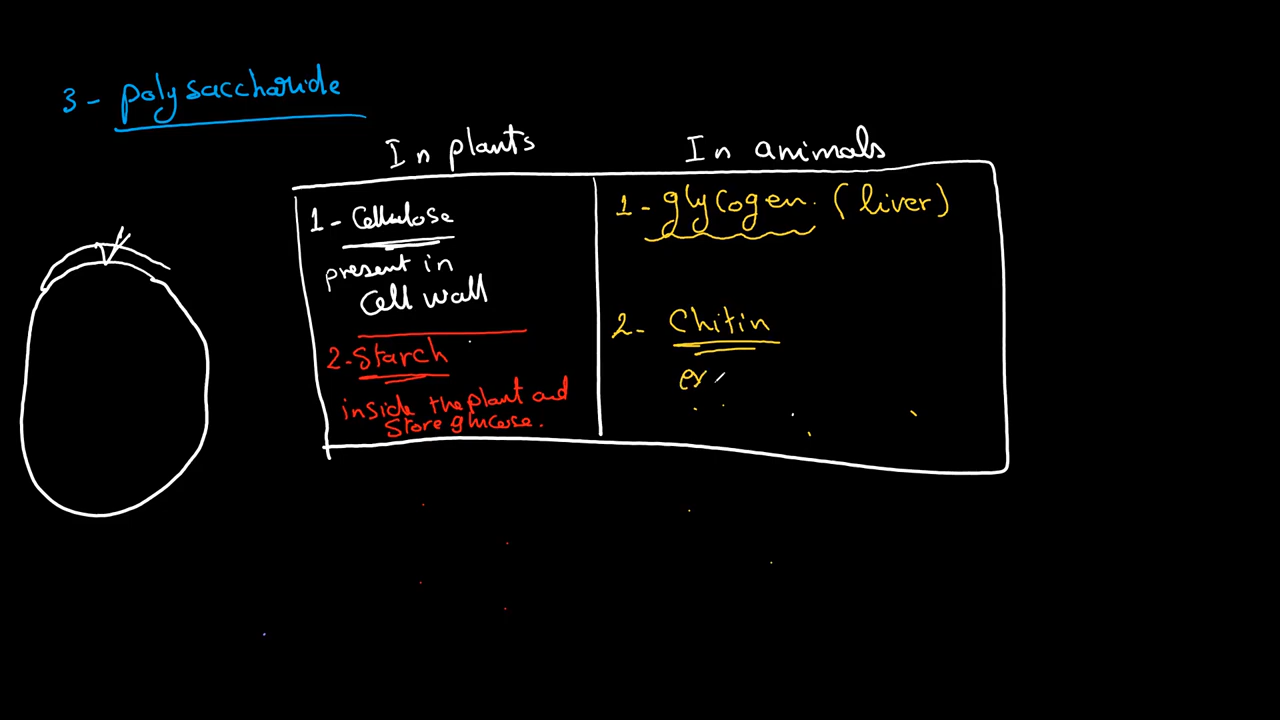 3- polysaccharide
In plants
In animals
1- Cellulose
present in
Cell wall
2-Starch
inside the plant and
Store glucose.
1- glycogen. (liver)
2- Chitin
ex